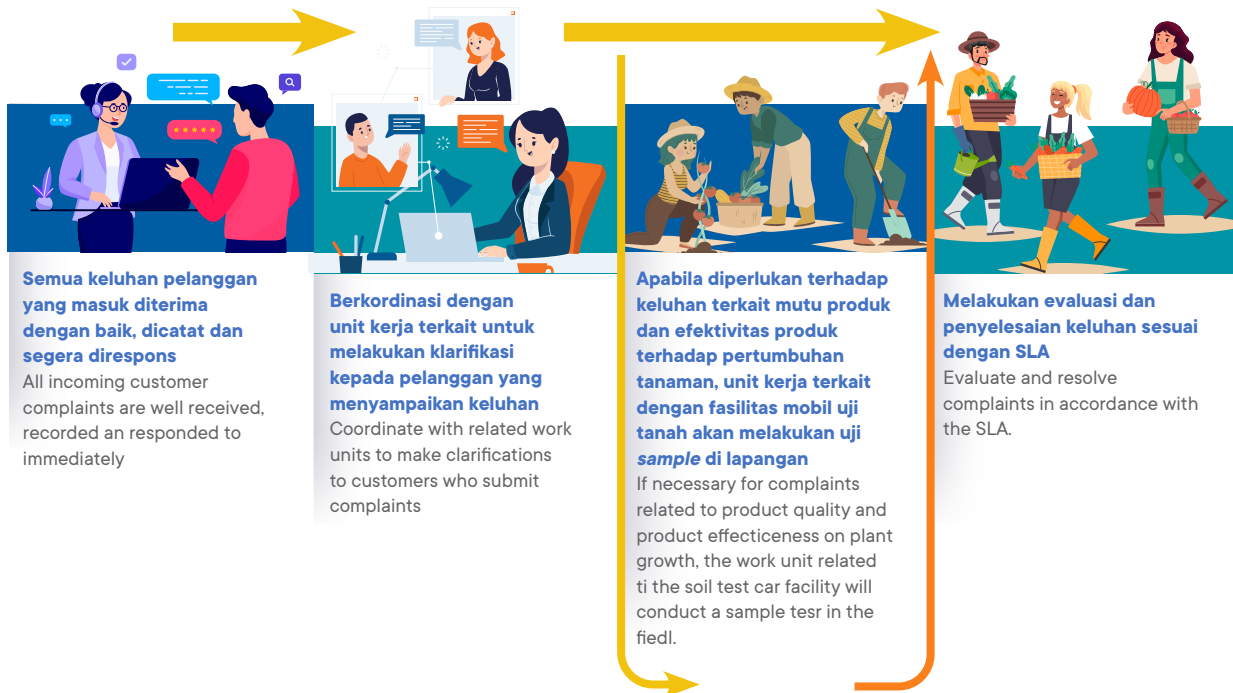 Semua keluhan pelanggan
yang masuk diterima
dengan baik, dicatat dan
segera direspons
All incoming customer
complaints are well received,
recorded an responded to
immediately
Berkordinasi dengan
unit kerja terkait untuk
melakukan klarifikasi
kepada pelanggan yang
menyampaikan keluhan
Coordinate with related work
units to make clarifications
to customers who submit
complaints
Apabila diperlukan terhadap
keluhan terkait mutu produk
dan efektivitas produk
terhadap pertumbuhan
tanaman, unit kerja terkait
dengan fasilitas mobil uji
tanah akan melakukan uji
sample di lapangan
If necessary for complaints
related to product quality and
product effecticeness on plant
growth, the work unit related
ti the soil test car facility will
conduct a sample tesr in the
fiedl.
Melakukan evaluasi dan
penyelesaian keluhan sesuai
dengan SLA
Evaluate and resolve
complaints in accordance with
the SLA.